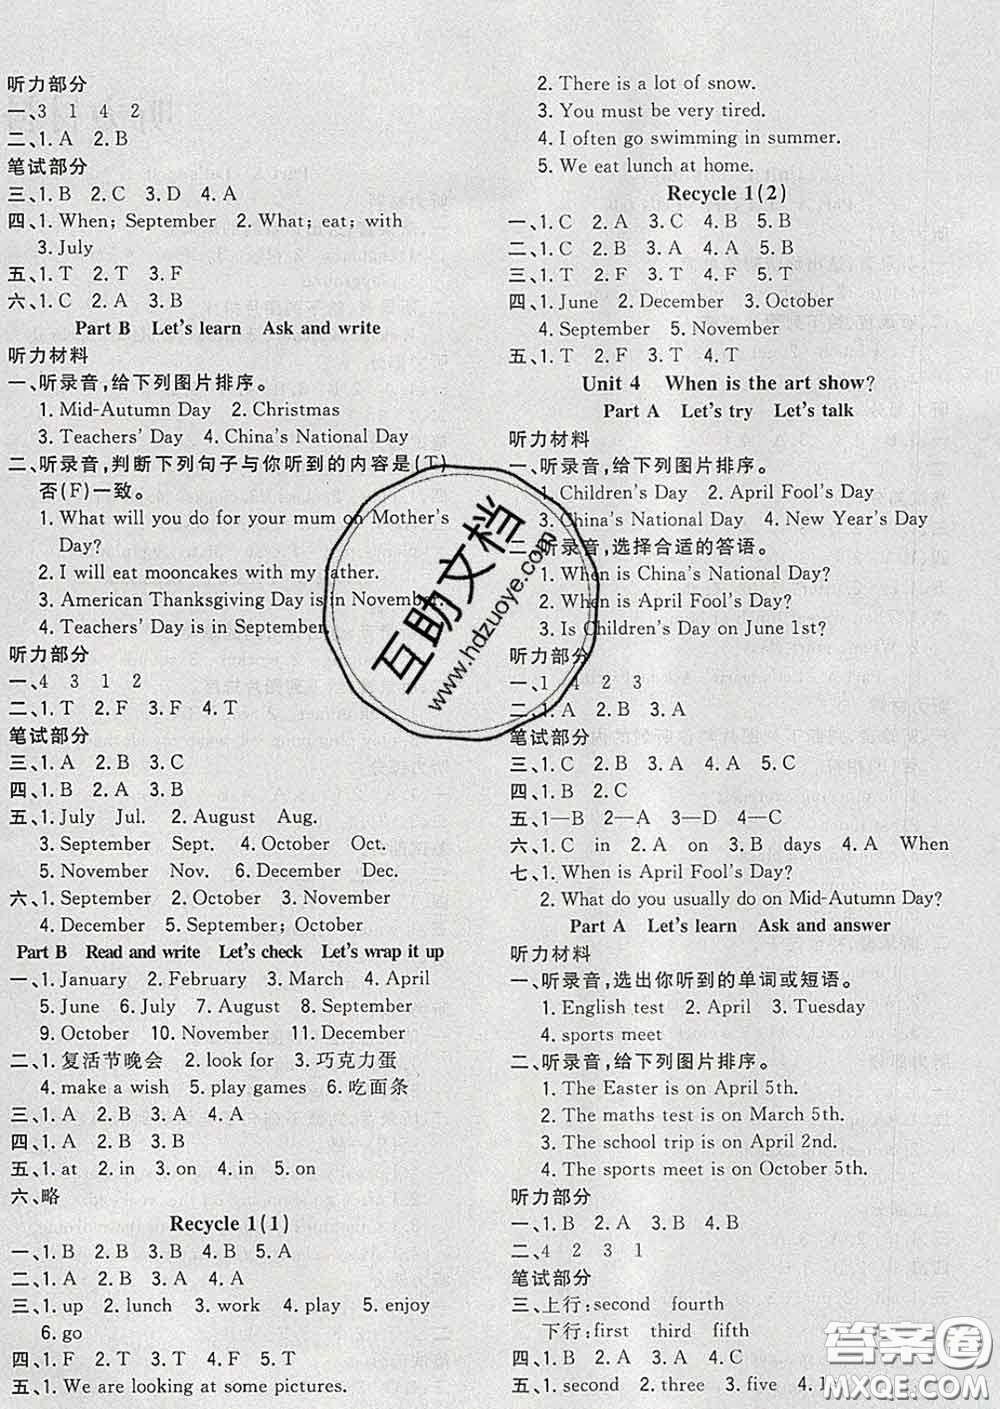 听力部分
一、3 1 4 2
二、1. A 2. B
笔试部分
三、1. B 2. C 3. D 4. A
四、1. When; September 2. What; eat; with
3. July
五、1. T 2. T 3. F
六、1. C 2. A 3. B
Part B Let's learn Ask and write
听力材料
一、听录音,给下列图片排序。
1. Mid-Autumn Day 2. Christmas
3. Teachers' Day 4. China's National Day
二、听录音,判断下列句子与你听到的内容是(T)
否(F)一致。
1. What will you do for your mum on Mother's
Day?
2. I will eat mooncakes with my father.
3. American Thanksgiving Day is in November.
4. Teachers' Day is in September.
听力部分
一、4 3 1 2
二、1. T 2. F 3. F 4. T
笔试部分
三、1. A 2. B 3. C
四、1. B 2. A 3. B
五、1. July Jul. 2. August Aug.
3. September Sept. 4. October Oct.
5. November Nov. 6. December Dec.
六、1. September 2. October 3. November
4. December 5. September; October
Part B Read and write Let's check Let's wrap it up
一、1. January 2. February 3. March 4. April
5. June 6. July 7. August 8. September
9. October 10. November 11. December
二、1. 复活节晚会 2. look for 3. 巧克力蛋
4. make a wish 5. play games 6. 吃面条
三、1. A 2. B 3. A 4. A
四、1. A 2. B 3. B
五、1. at 2. in 3. on 4. in 5. on
六、略
Recycle 1(1)
一、1. B 2. B 3. B 4. B 5. A
二、1. A 2. B 3. B 4. A
三、1. up 2. lunch 3. work 4. play 5. enjoy
6. go
四、1. F 2. T 3. T 4. F 5. T
五、1. We are looking at some pictures.
2. There is a lot of snow.
3. You must be very tired.
4. I often go swimming in summer.
5. We eat lunch at home.
Recycle 1(2)
一、1. C 2. A 3. C 4. B 5. B
二、1. C 2. A 3. C 4. B 5. B
三、1. T 2. F 3. F 4. F 5. T
四、1. June 2. December 3. October
4. September 5. November
五、1. T 2. F 3. T 4. T
Unit 4 When is the art show?
Part A Let's try Let's talk
听力材料
一、听录音,给下列图片排序。
1. Children's Day 2. April Fool's Day
3. China's National Day 4. New Year's Day
二、听录音,选择合适的答语。
1. When is China's National Day?
2. When is April Fool's Day?
3. Is Children's Day on June 1st?
听力部分
一、1 4 2 3
二、1. A 2. B 3. A
笔试部分
三、1. C 2. B 3. A 4. A 5. C
四、1. B 2. C
五、1—B 2—A 3—D 4—C
六、1. C in 2. A on 3. B days 4. A When
七、1. When is April Fool's Day?
2. What do you usually do on Mid-Autumn Day?
Part A Let's learn Ask and answer
听力材料
一、听录音,选出你听到的单词或短语。
1. English test 2. April 3. Tuesday
4. sports meet
二、听录音,给下列图片排序。
1. The Easter is on April 5th.
2. The maths test is on March 5th.
3. The school trip is on April 2nd.
4. The sports meet is on October 5th.
听力部分
一、1. B 2. B 3. A 4. B
二、4 2 3 1
笔试部分
三、上行: second fourth
下行: first third fifth
四、1. B 2. A 3. A 4. B
五、1. second 2. three 3. five 4.
互助文档
www.hdzuoye.com
答案圈
MXQE.COM